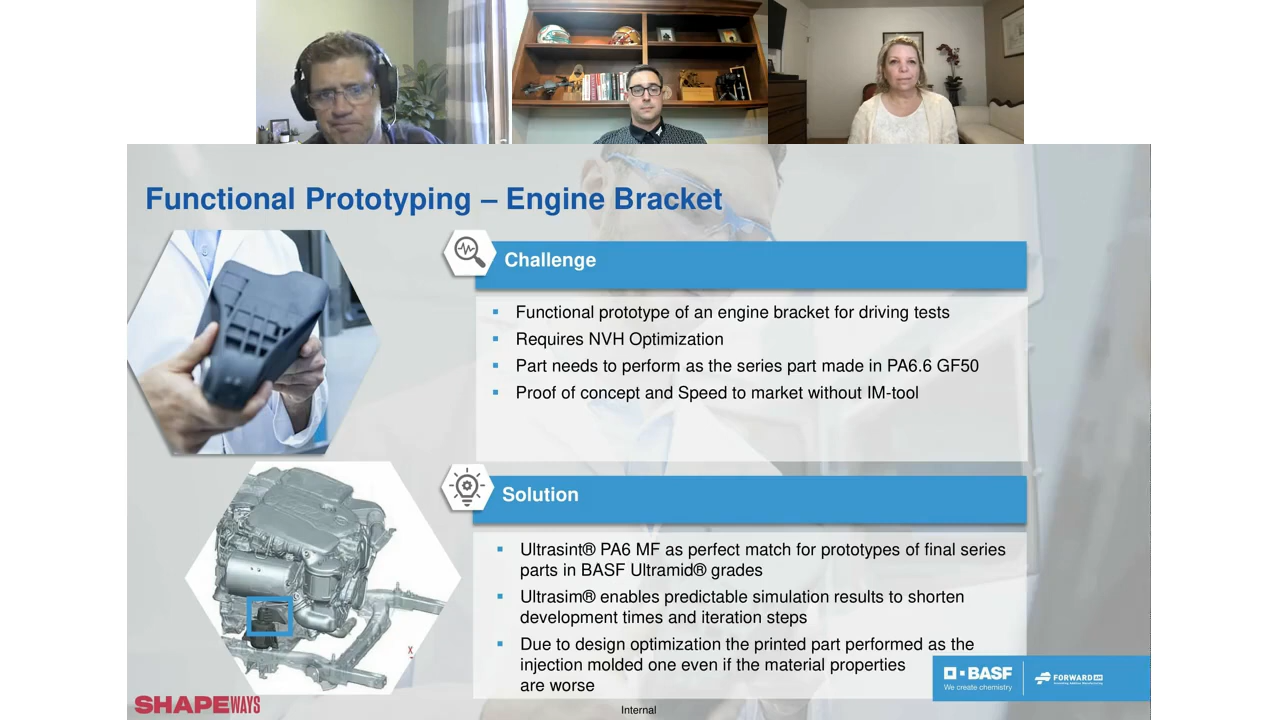 Functional Prototyping – Engine Bracket
Challenge
▪ Functional prototype of an engine bracket for driving tests
▪ Requires NVH Optimization
▪ Part needs to perform as the series part made in PA6.6 GF50
▪ Proof of concept and Speed to market without IM-tool
Solution
▪ Ultrasint® PA6 MF as perfect match for prototypes of final series
parts in BASF Ultramid® grades
▪ Ultrasim® enables predictable simulation results to shorten
development times and iteration steps
▪ Due to design optimization the printed part performed as the
injection molded one even if the material properties
are worse
X
BASF
We create chemistry
FORWARD AM
SHAPEWAYS
Internal